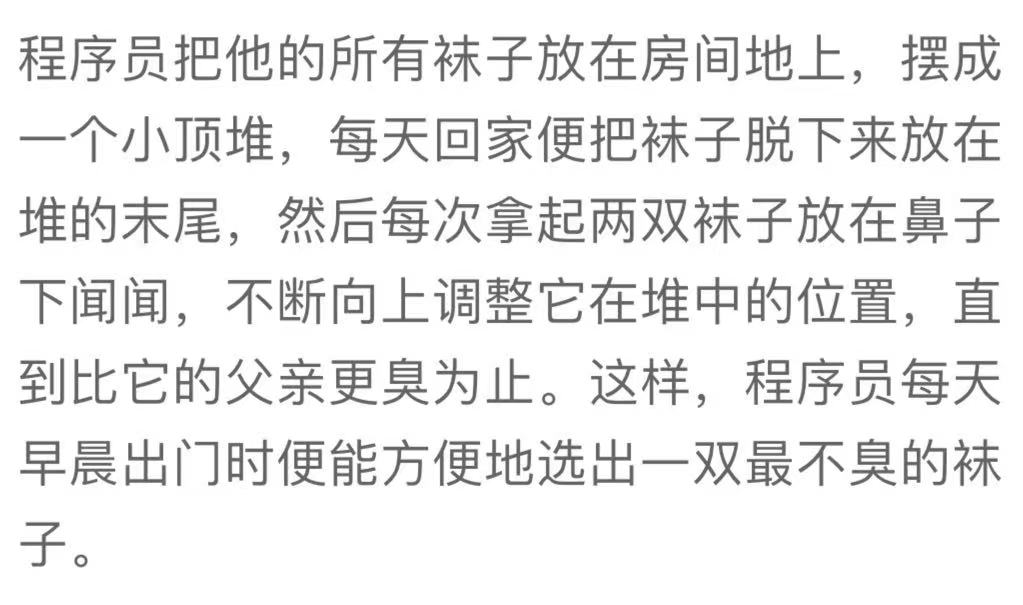 程序员把他的所有袜子放在房间地上，摆成
一个小顶堆，每天回家便把袜子脱下来放在
堆的末尾，然后每次拿起两双袜子放在鼻子
下闻闻，不断向上调整它在堆中的位置，直
到比它的父亲更臭为止。这样，程序员每天
早晨出门时便能方便地选出一双最不臭的袜
子。